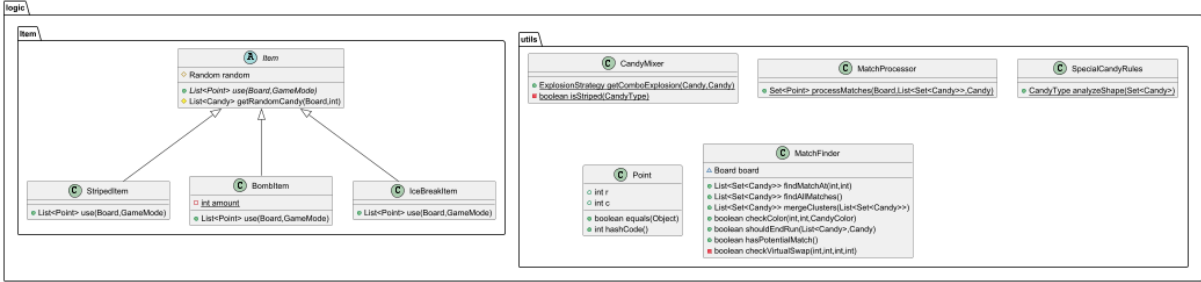 logic
Item
A Item
Random random
List<Point> use(Board,GameMode)
List<Candy> getRandomCandy(Board,int)
C StripedItem
List<Point> use(Board,GameMode)
C BombItem
int amount
List<Point> use(Board,GameMode)
C IceBreakItem
List<Point> use(Board,GameMode)
utils
C CandyMixer
ExplosionStrategy getComboExplosion(Candy,Candy)
boolean isStriped(CandyType)
C MatchProcessor
Set<Point> processMatches(Board,List<Set<Candy>>,Candy)
C SpecialCandyRules
CandyType analyzeShape(Set<Candy>)
C Point
int r
int c
boolean equals(Object)
int hashCode()
C MatchFinder
Board board
List<Set<Candy>> findMatchAt(int,int)
List<Set<Candy>> findAllMatches()
List<Set<Candy>> mergeClusters(List<Set<Candy>>)
boolean checkColor(int,int,CandyColor)
boolean shouldEndRun(List<Candy>,Candy)
boolean hasPotentialMatch()
boolean checkVirtualSwap(int,int,int,int)